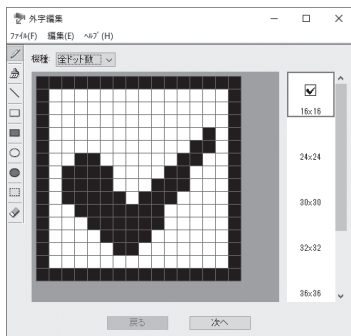 外字編集
ファイル(F) 編集(E) ヘルプ(H)
機種: 全ドット数
16x16
24x24
30x30
32x32
36x36
戻る 次へ